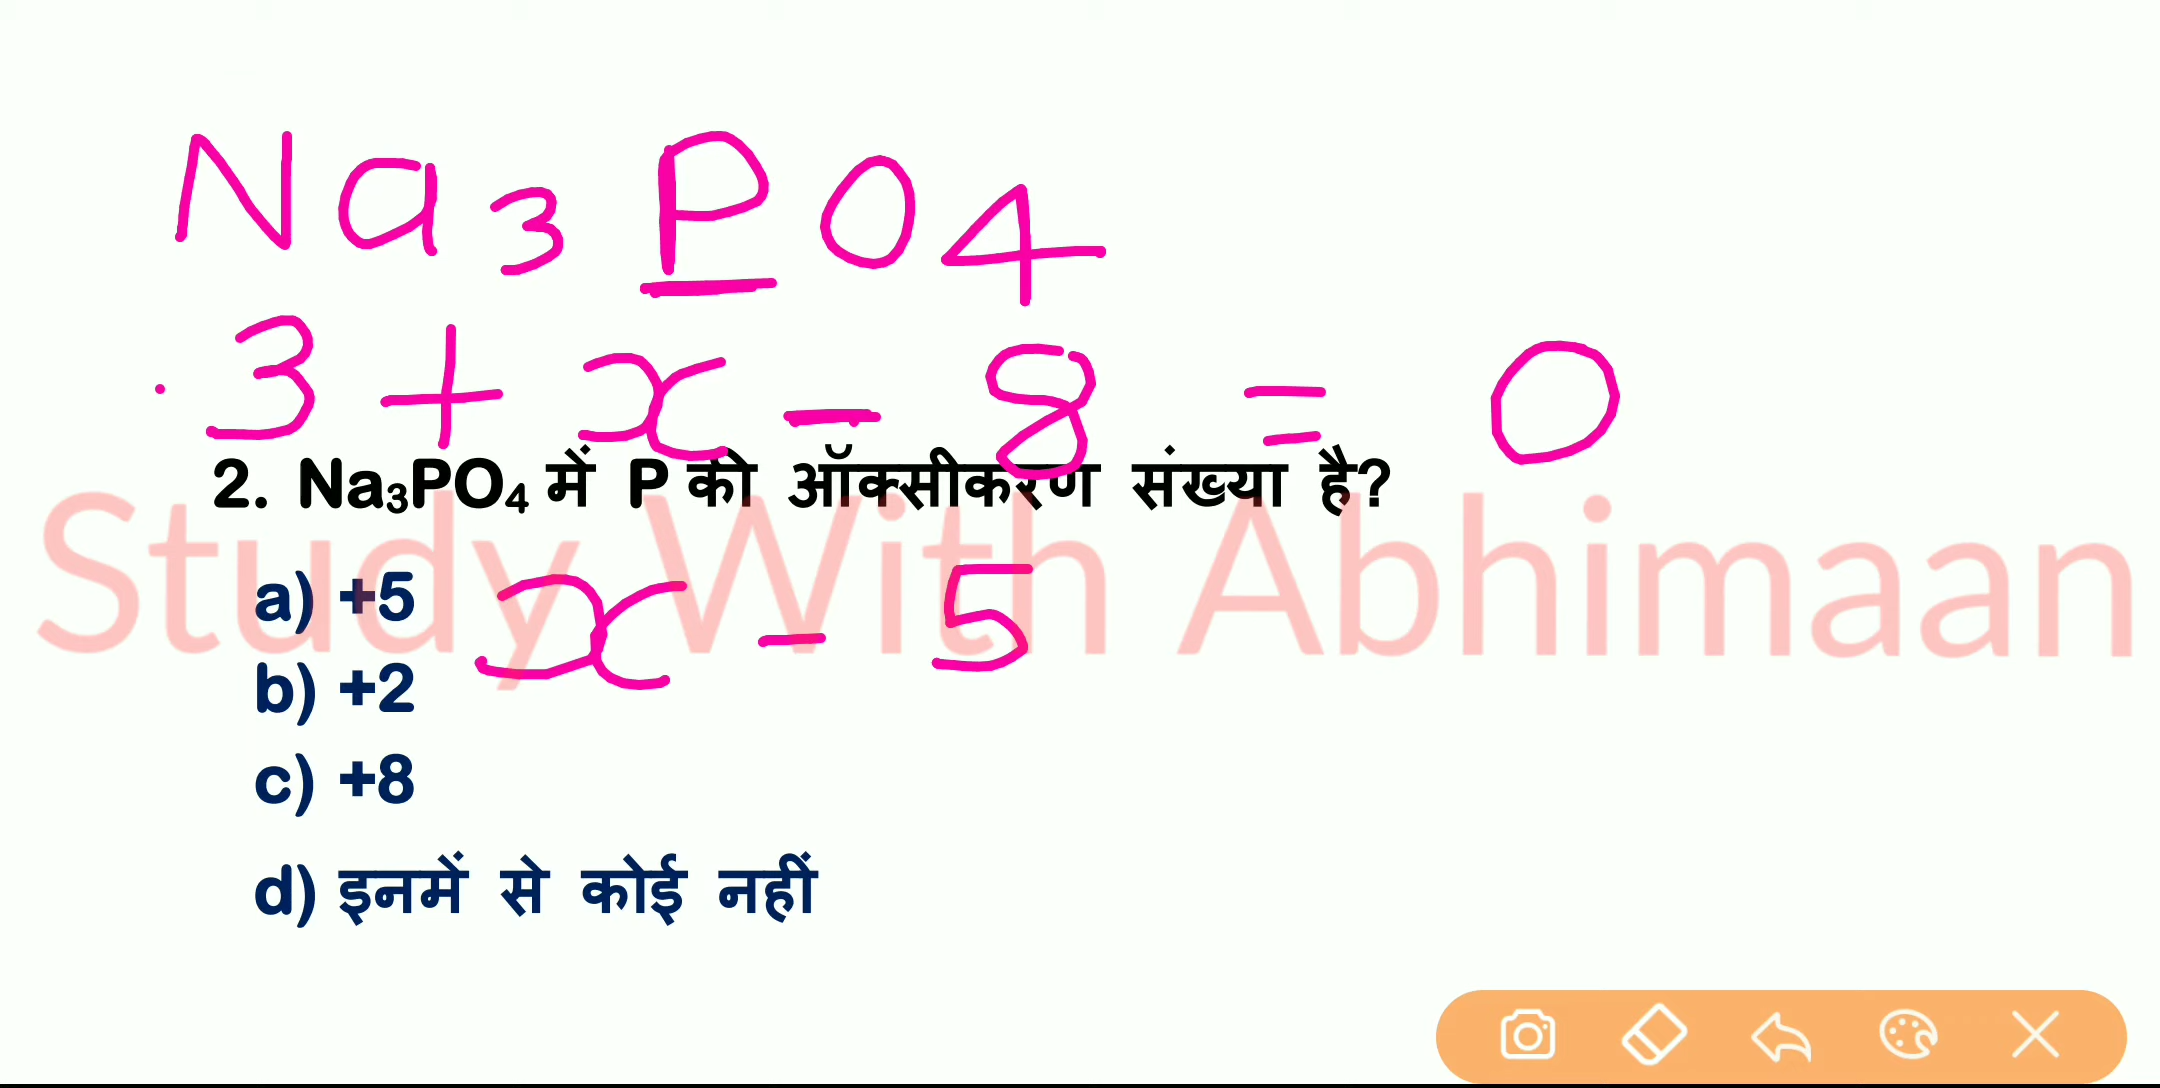 Na₃PO₄
3 + x - 8 = 0
2. Na₃PO₄ में P की ऑक्सीकरण संख्या है?
Study With Abhimaan
a) +5
x - 5
b) +2
c) +8
d) इनमें से कोई नहीं